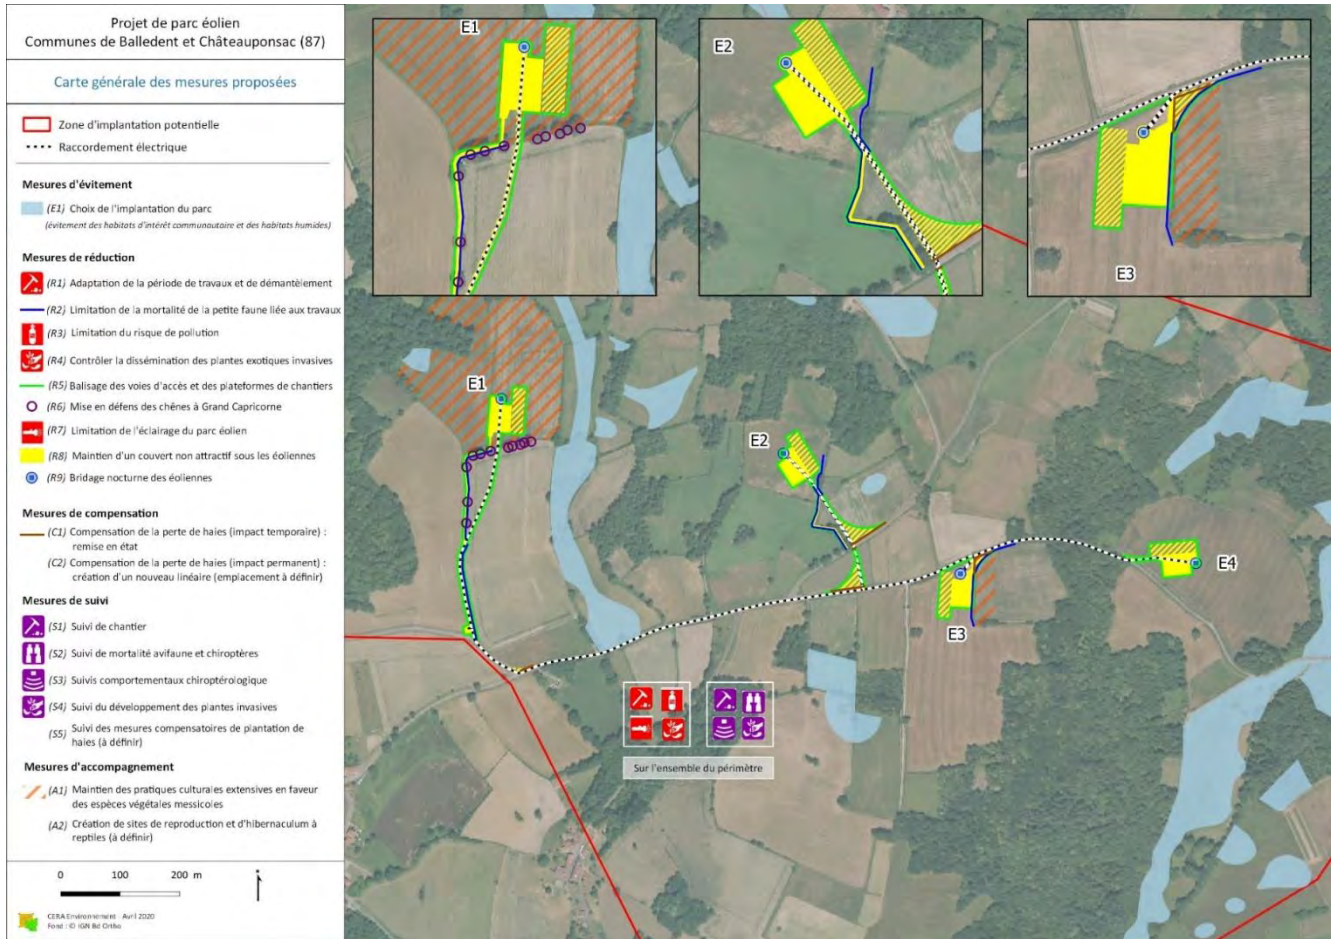 Projet de parc éolien
Communes de Balledent et Châteauponsac (87)
Carte générale des mesures proposées
Zone d'implantation potentielle
Raccordement électrique
Mesures d'évitement
(E1) Choix de l'implantation du parc
(évitement des habitats d'intérêt communautaire et des habitats humides)
Mesures de réduction
(R1) Adaptation de la période de travaux et de démantèlement
(R2) Limitation de la mortalité de la petite faune liée aux travaux
(R3) Limitation du risque de pollution
(R4) Contrôler la dissémination des plantes exotiques invasives
(R5) Balisage des voies d'accès et des plateformes de chantiers
(R6) Mise en défens des chênes à Grand Capricorne
(R7) Limitation de l'éclairage du parc éolien
(R8) Maintien d'un couvert non attractif sous les éoliennes
(R9) Bridage nocturne des éoliennes
Mesures de compensation
(C1) Compensation de la perte de haies (impact temporaire) :
remise en état
(C2) Compensation de la perte de haies (impact permanent) :
création d'un nouveau linéaire (emplacement à définir)
Mesures de suivi
(S1) Suivi de chantier
(S2) Suivi de mortalité avifaune et chiroptères
(S3) Suivis comportementaux chiroptérologique
(S4) Suivi du développement des plantes invasives
(S5) Suivi des mesures compensatoires de plantation de
haies (à définir)
Mesures d'accompagnement
(A1) Maintien des pratiques culturales extensives en faveur
des espèces végétales messicoles
(A2) Création de sites de reproduction et d'hibernaculum à
reptiles (à définir)
0 100 200 m
CERA Environnement - Avril 2020
Fond : © IGN Bd Ortho
E1
E2
E3
E1
E2
E3
E4
Sur l'ensemble du périmètre